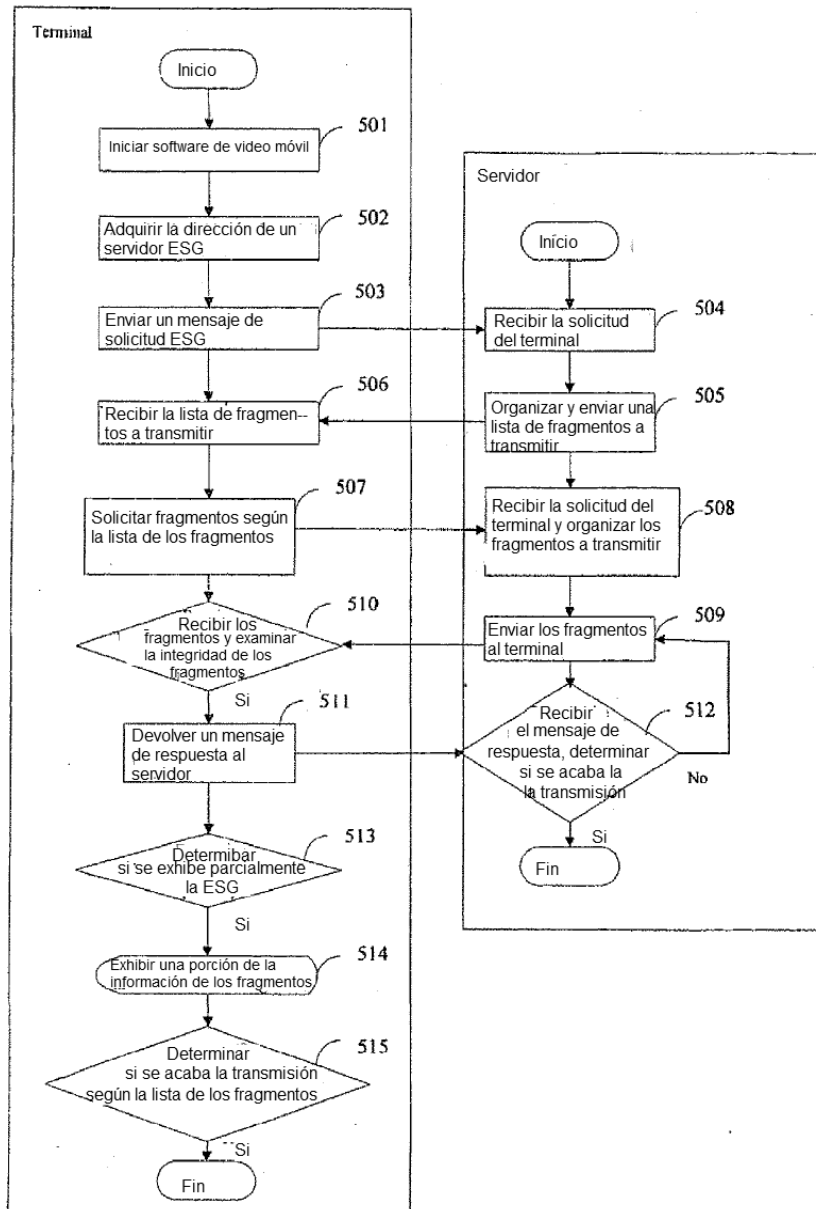 Terminal
Inicio
501
Iniciar software de video móvil
502
Adquirir la dirección de un
servidor ESG
503
Enviar un mensaje de
solicitud ESG
506
Recibir la lista de fragmen--
tos a transmitir
507
Solicitar fragmentos según
la lista de los fragmentos
510
Recibir los
fragmentos y examinar
la integridad de los
fragmentos
Si
511
Devolver un mensaje
de respuesta al
servidor
513
Determibar
si se exhibe parcialmente
la ESG
Si
514
Exhibir una porción de la
información de los fragmentos
515
Determinar
si se acaba la transmisión
según la lista de los fragmentos
Si
Fin
Servidor
Início
504
Recibir la solicitud
del terminal
505
Organizar y enviar una
lista de fragmentos a
transmitir
508
Recibir la solicitud del
terminal y organizar los
fragmentos a transmitir
509
Enviar los fragmentos
al terminal
512
Recibir
el mensaje de
respuesta, determinar
si se acaba la
la transmisión
No
Si
Fin